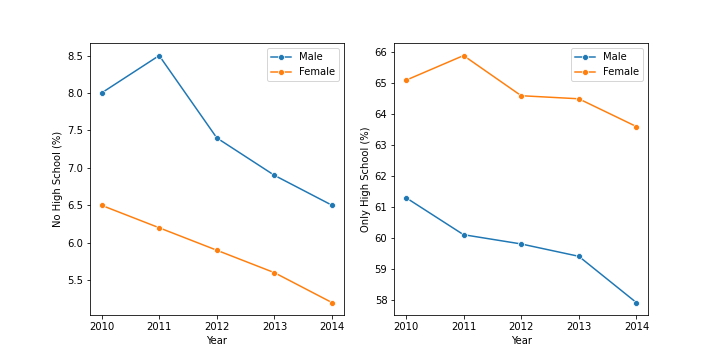 No High School (%)
8.5
8.0
7.5
7.0
6.5
6.0
5.5
Male
Female
2010 2011 2012 2013 2014
Year
Only High School (%)
66
65
64
63
62
61
60
59
58
Male
Female
2010 2011 2012 2013 2014
Year